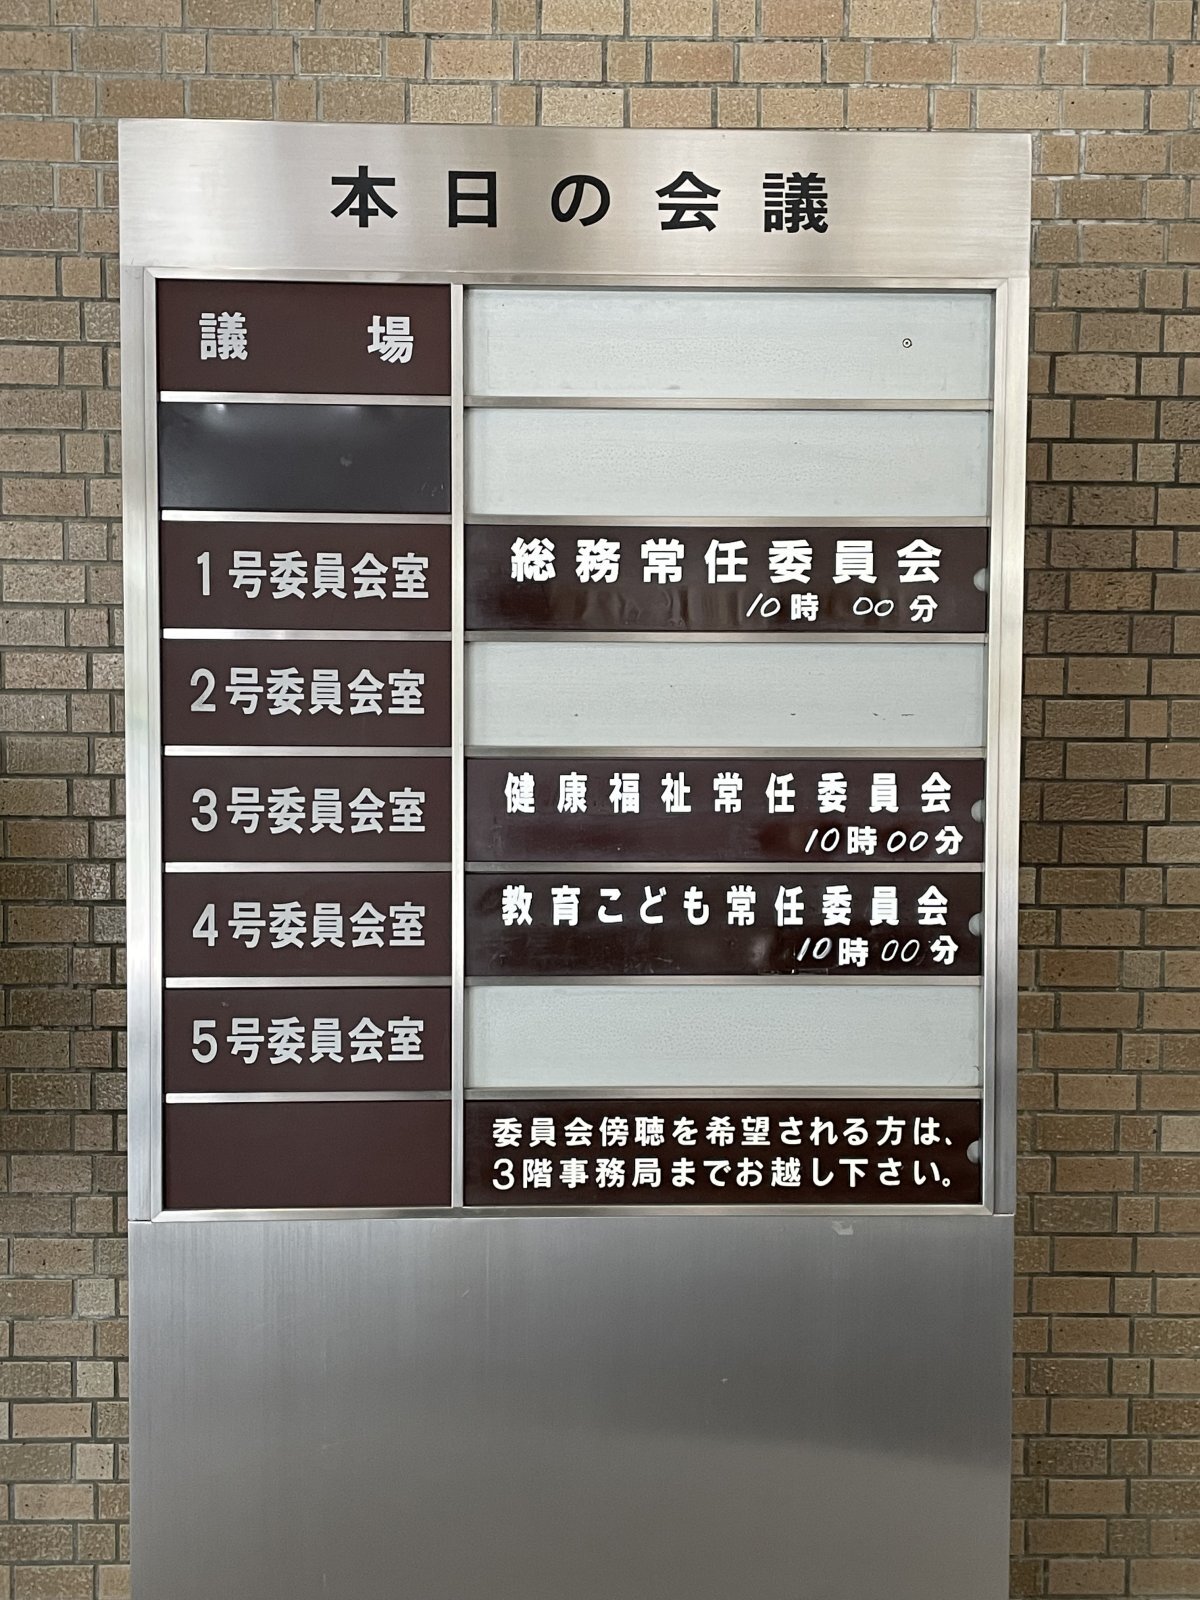 本日の会議
議場
1号委員会室
総務常任委員会
10時 00分
2号委員会室
3号委員会室
健康福祉常任委員会
10時00分
4号委員会室
教育こども常任委員会
10時00分
5号委員会室
委員会傍聴を希望される方は、
3階事務局までお越し下さい。